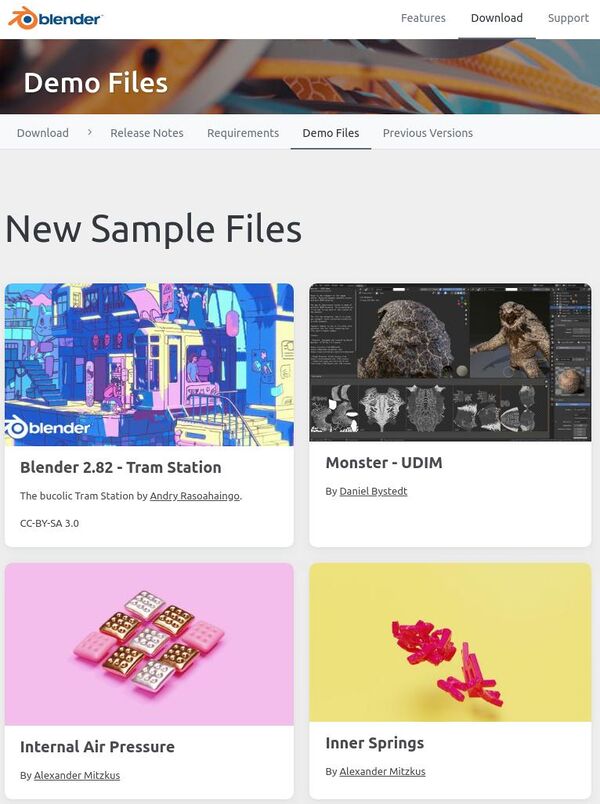 blender
Features Download Support
Demo Files
Download > Release Notes Requirements Demo Files Previous Versions
New Sample Files
blender
Blender 2.82 - Tram Station
The bucolic Tram Station by Andry Rasoahaingo.
CC-BY-SA 3.0
Monster - UDIM
By Daniel Bystedt
Internal Air Pressure
By Alexander Mitzkus
Inner Springs
By Alexander Mitzkus